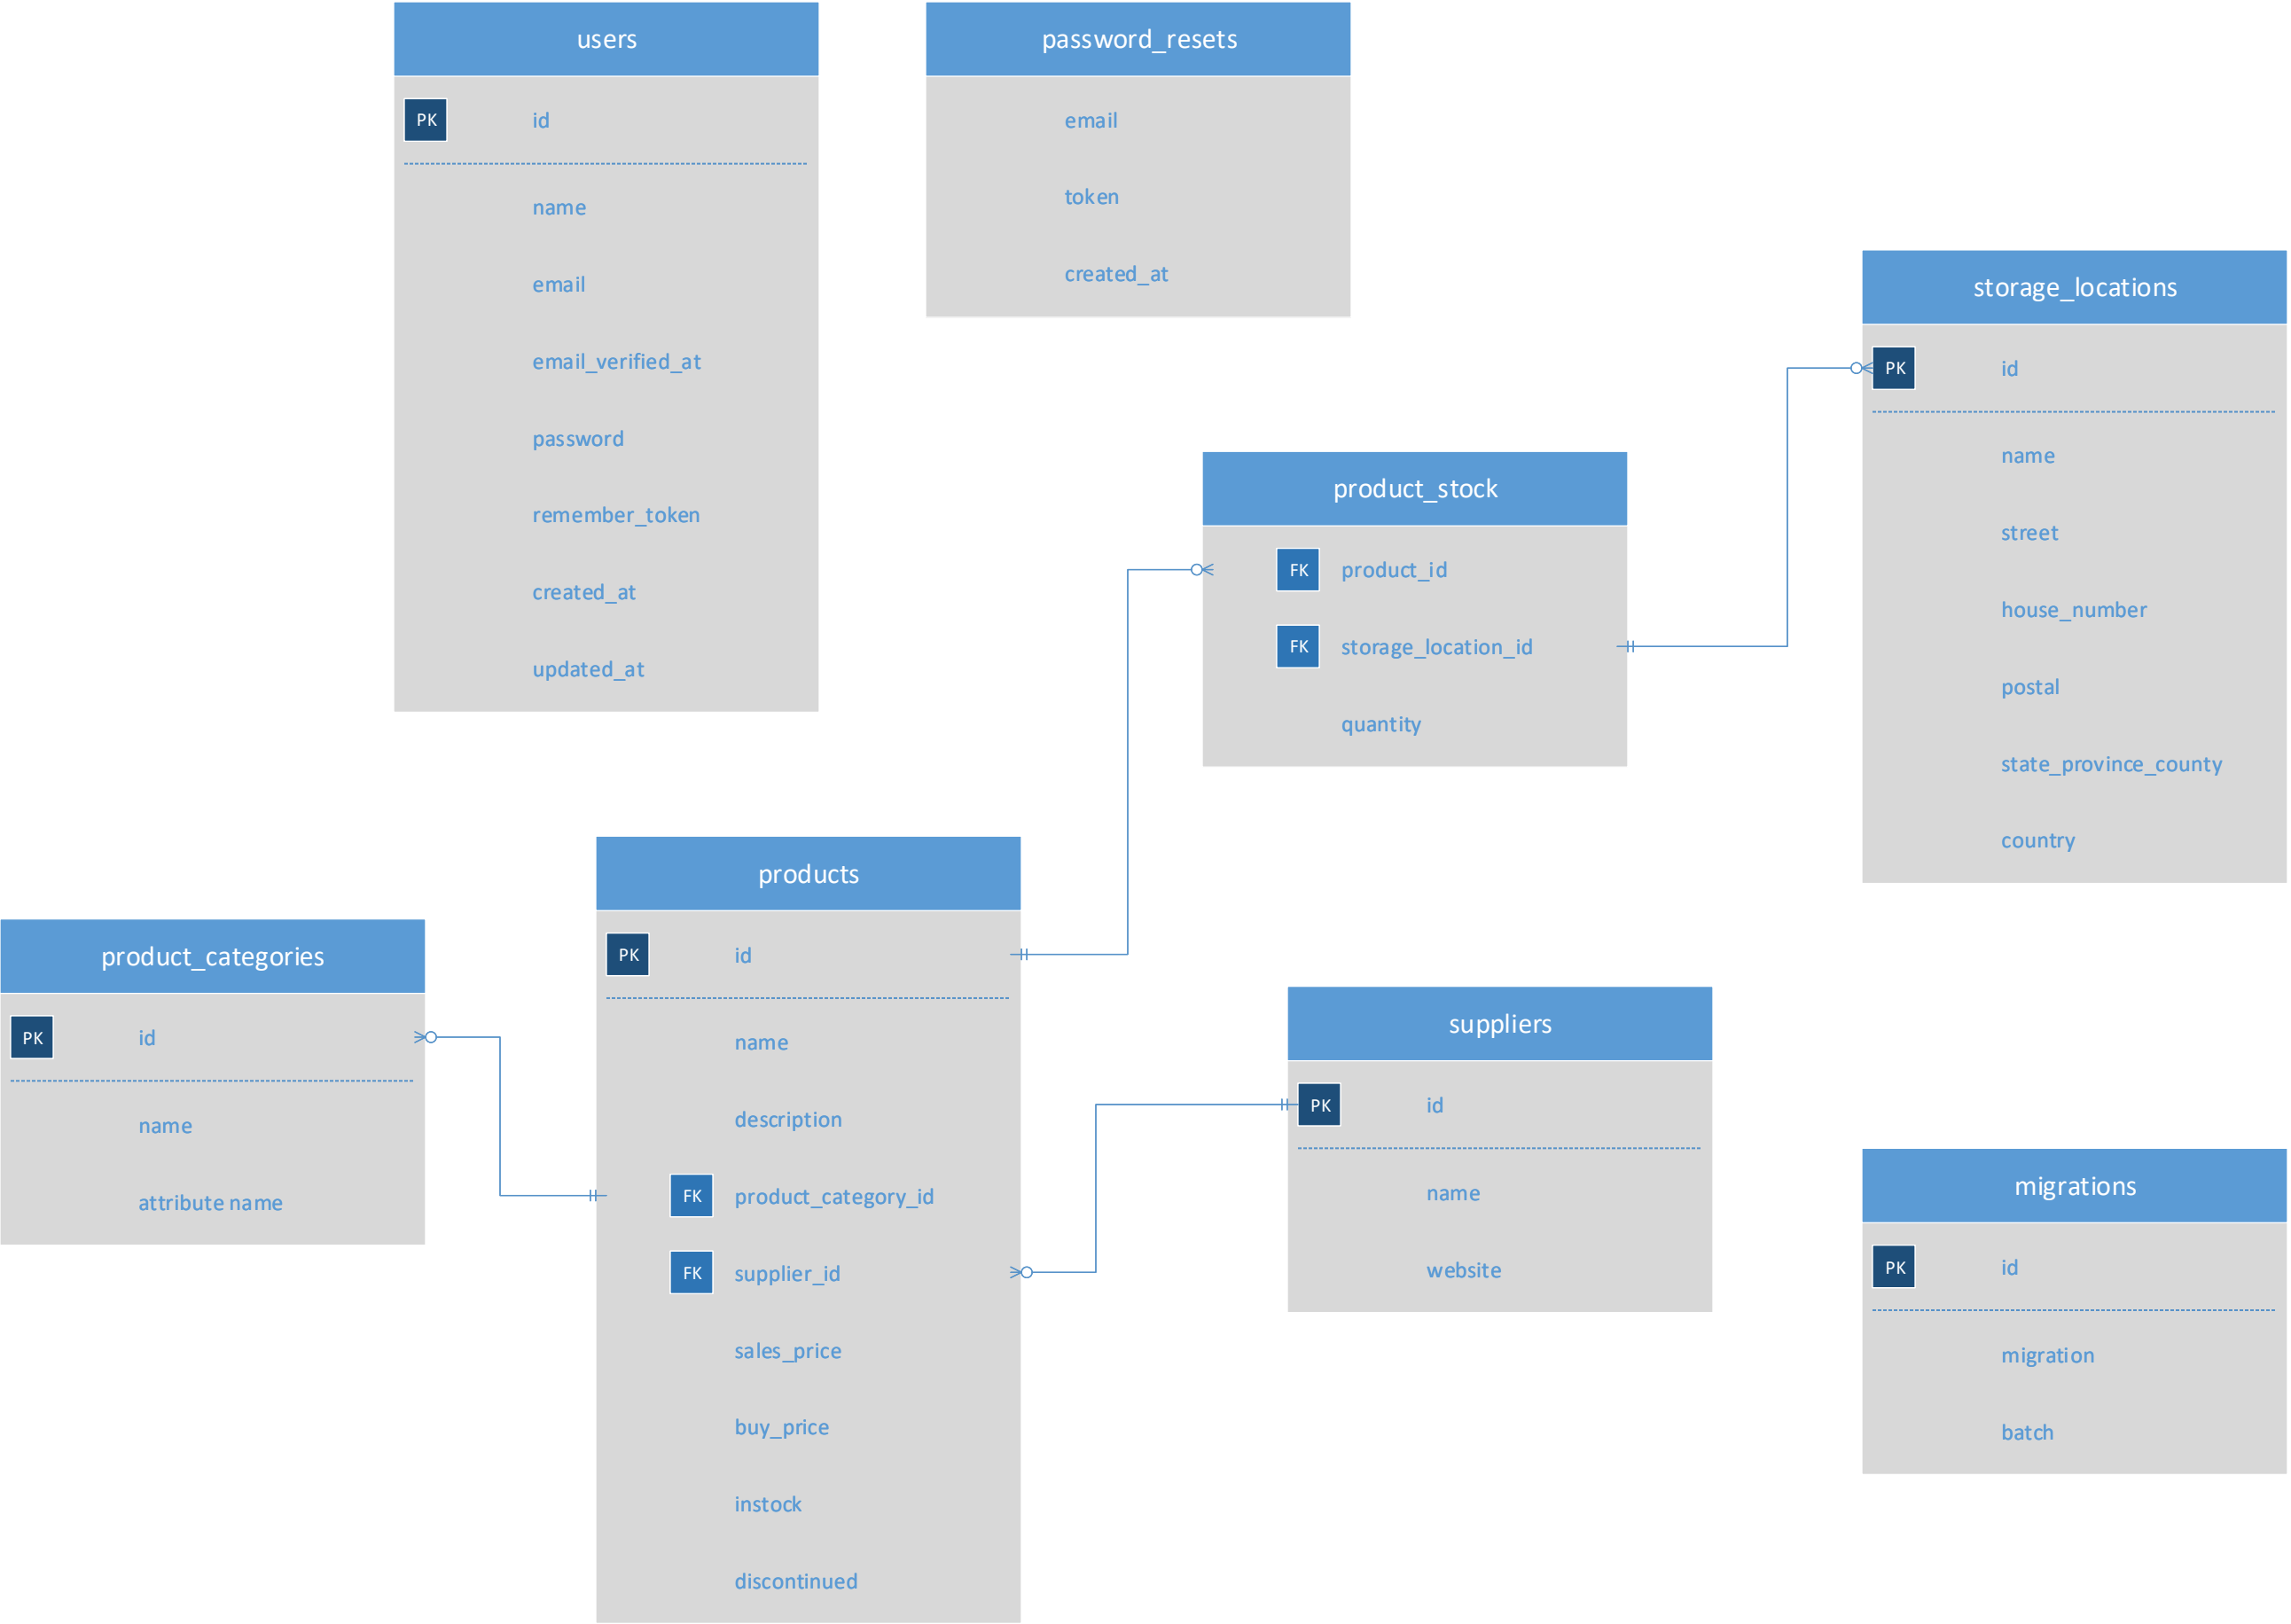 users
PK id
name
email
email_verified_at
password
remember_token
created_at
updated_at
password_resets
email
token
created_at
storage_locations
PK id
name
street
house_number
postal
state_province_county
country
product_stock
FK product_id
FK storage_location_id
quantity
products
PK id
name
description
FK product_category_id
FK supplier_id
sales_price
buy_price
instock
discontinued
product_categories
PK id
name
attribute name
suppliers
PK id
name
website
migrations
PK id
migration
batch